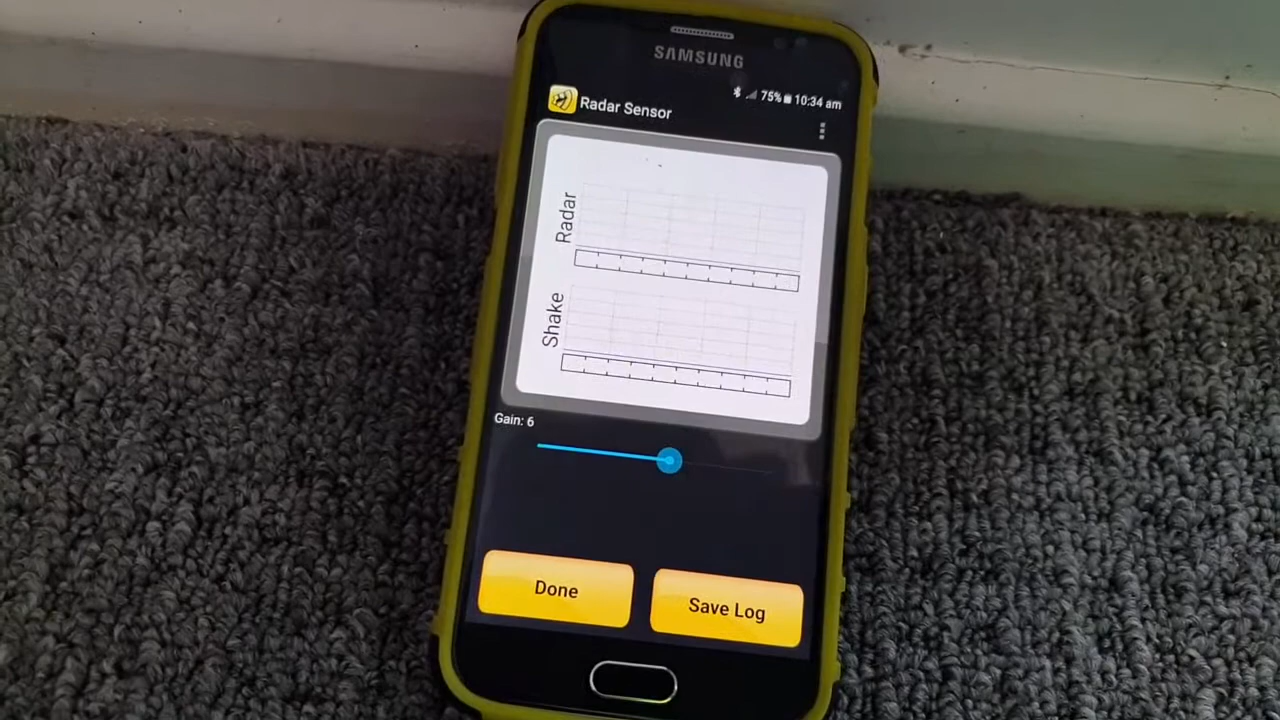 SAMSUNG
75% 10:34 am
Radar Sensor
Radar
Shake
Gain: 6
Done
Save Log